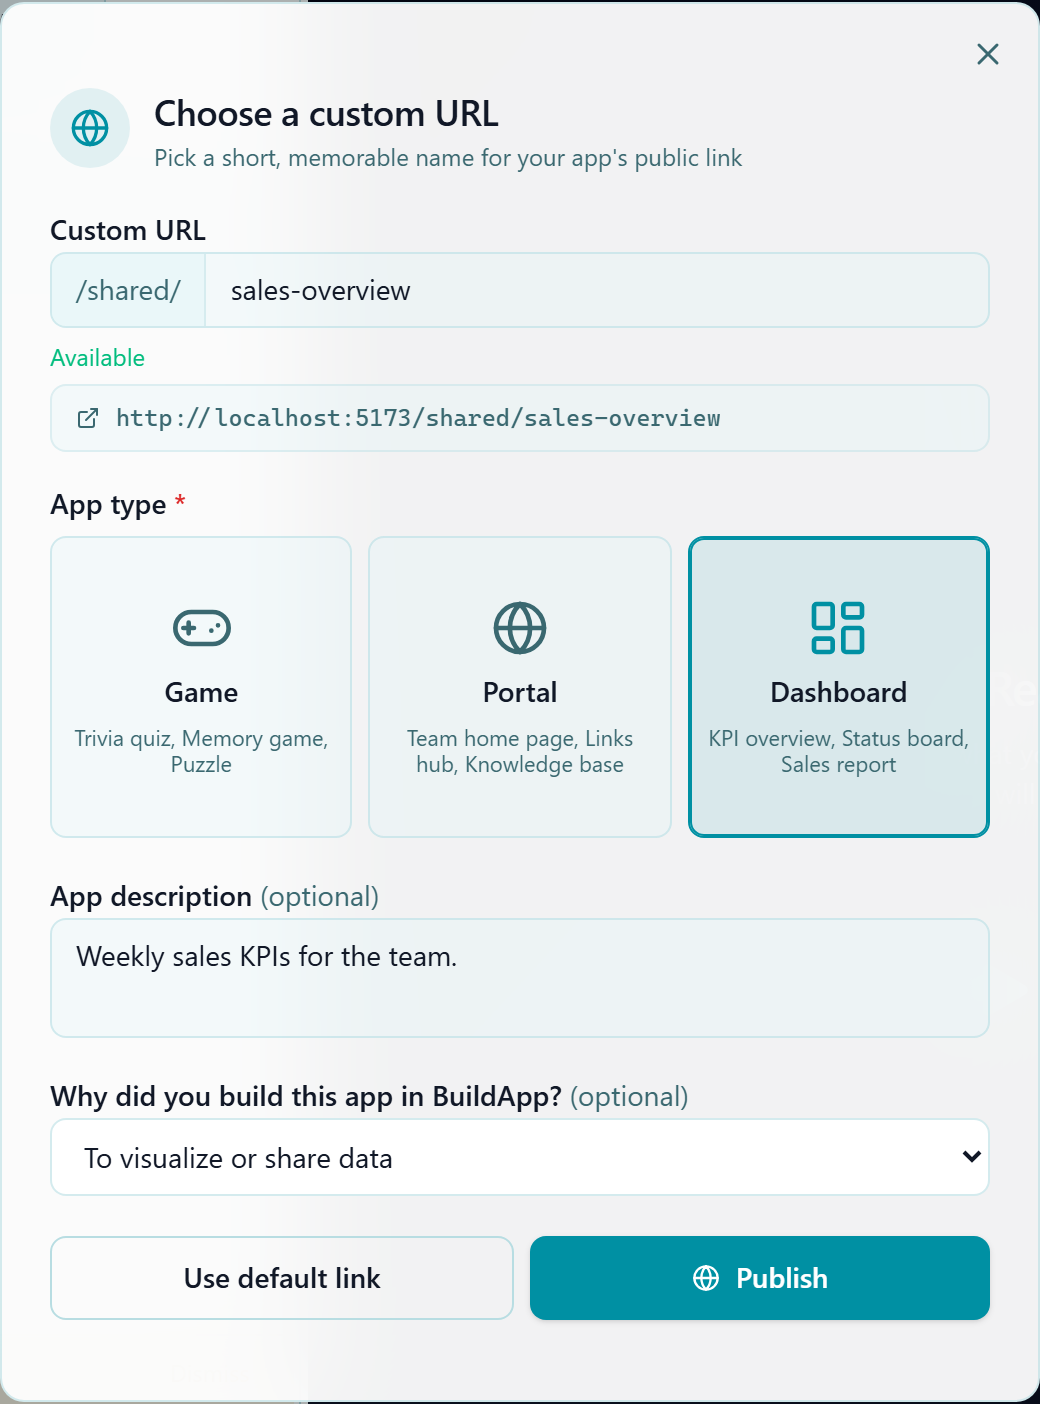 Choose a custom URL
Pick a short, memorable name for your app's public link
Custom URL
/shared/ sales-overview
Available
http://localhost:5173/shared/sales-overview
App type *
Game
Trivia quiz, Memory game,
Puzzle
Portal
Team home page, Links
hub, Knowledge base
Dashboard
KPI overview, Status board,
Sales report
App description (optional)
Weekly sales KPIs for the team.
Why did you build this app in BuildApp? (optional)
To visualize or share data
Use default link
Publish